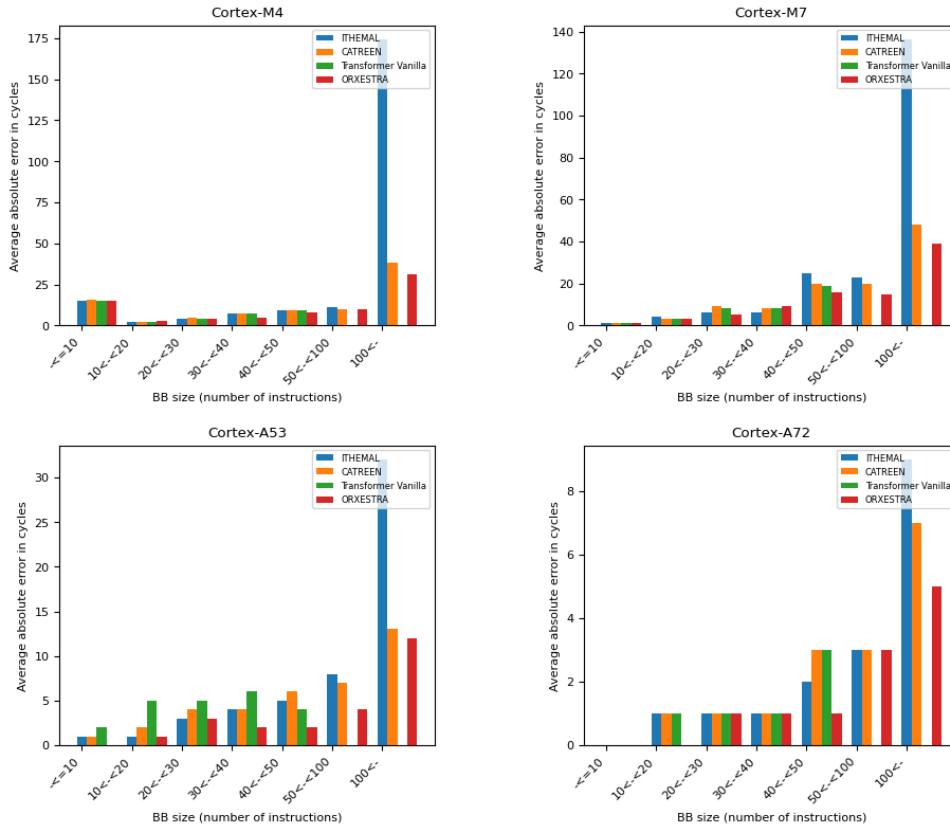 Cortex-M4
Average absolute error in cycles
175
150
125
100
75
50
25
0
ITHEMAL
CATREEN
Transformer Vanilla
ORXESTRA
-<=10
10<-<20
20<-<30
30<-<40
40<-<50
50<-<100
100<-
BB size (number of instructions)
Cortex-M7
Average absolute error in cycles
140
120
100
80
60
40
20
0
ITHEMAL
CATREEN
Transformer Vanilla
ORXESTRA
-<=10
10<-<20
20<-<30
30<-<40
40<-<50
50<-<100
100<-
BB size (number of instructions)
Cortex-A53
Average absolute error in cycles
30
25
20
15
10
5
0
ITHEMAL
CATREEN
Transformer Vanilla
ORXESTRA
-<=10
10<-<20
20<-<30
30<-<40
40<-<50
50<-<100
100<-
BB size (number of instructions)
Cortex-A72
Average absolute error in cycles
8
6
4
2
0
ITHEMAL
CATREEN
Transformer Vanilla
ORXESTRA
-<=10
10<-<20
20<-<30
30<-<40
40<-<50
50<-<100
100<-
BB size (number of instructions)